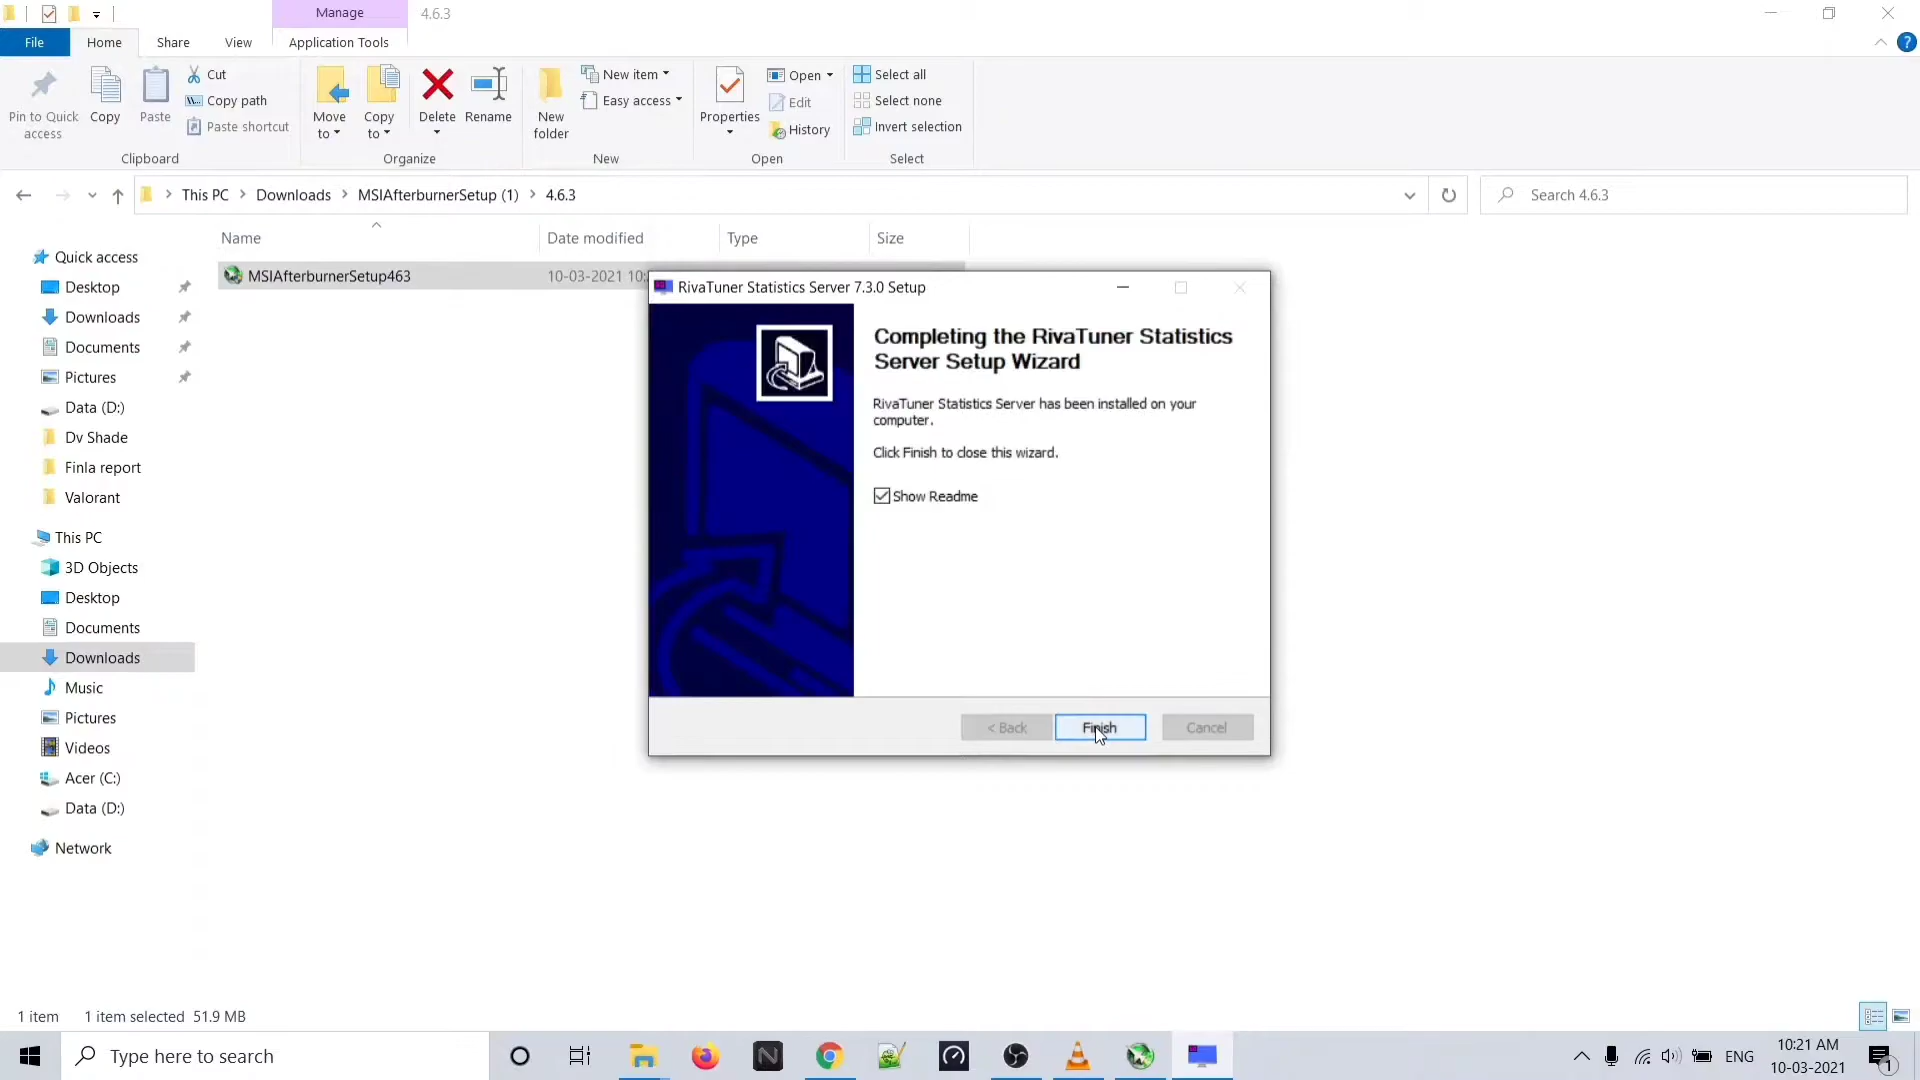 Manage
4.6.3
File
Home
Share
View
Application Tools
Pin to Quick access
Copy
Paste
Cut
Copy path
Paste shortcut
Clipboard
Move to
Copy to
Delete
Rename
Organize
New folder
New item
Easy access
New
Properties
Open
Edit
History
Open
Select all
Select none
Invert selection
Select
This PC
Downloads
MSIAfterburnerSetup (1)
4.6.3
Search 4.6.3
Name
Date modified
Type
Size
MSIAfterburnerSetup463
10-03-2021 10:
Quick access
Desktop
Downloads
Documents
Pictures
Data (D:)
Dv Shade
Finla report
Valorant
This PC
3D Objects
Desktop
Documents
Downloads
Music
Pictures
Videos
Acer (C:)
Data (D:)
Network
RivaTuner Statistics Server 7.3.0 Setup
Completing the RivaTuner Statistics
Server Setup Wizard
RivaTuner Statistics Server has been installed on your
computer.
Click Finish to close this wizard.
Show Readme
< Back
Finish
Cancel
1 item
1 item selected 51.9 MB
Type here to search
ENG
10:21 AM
10-03-2021
1